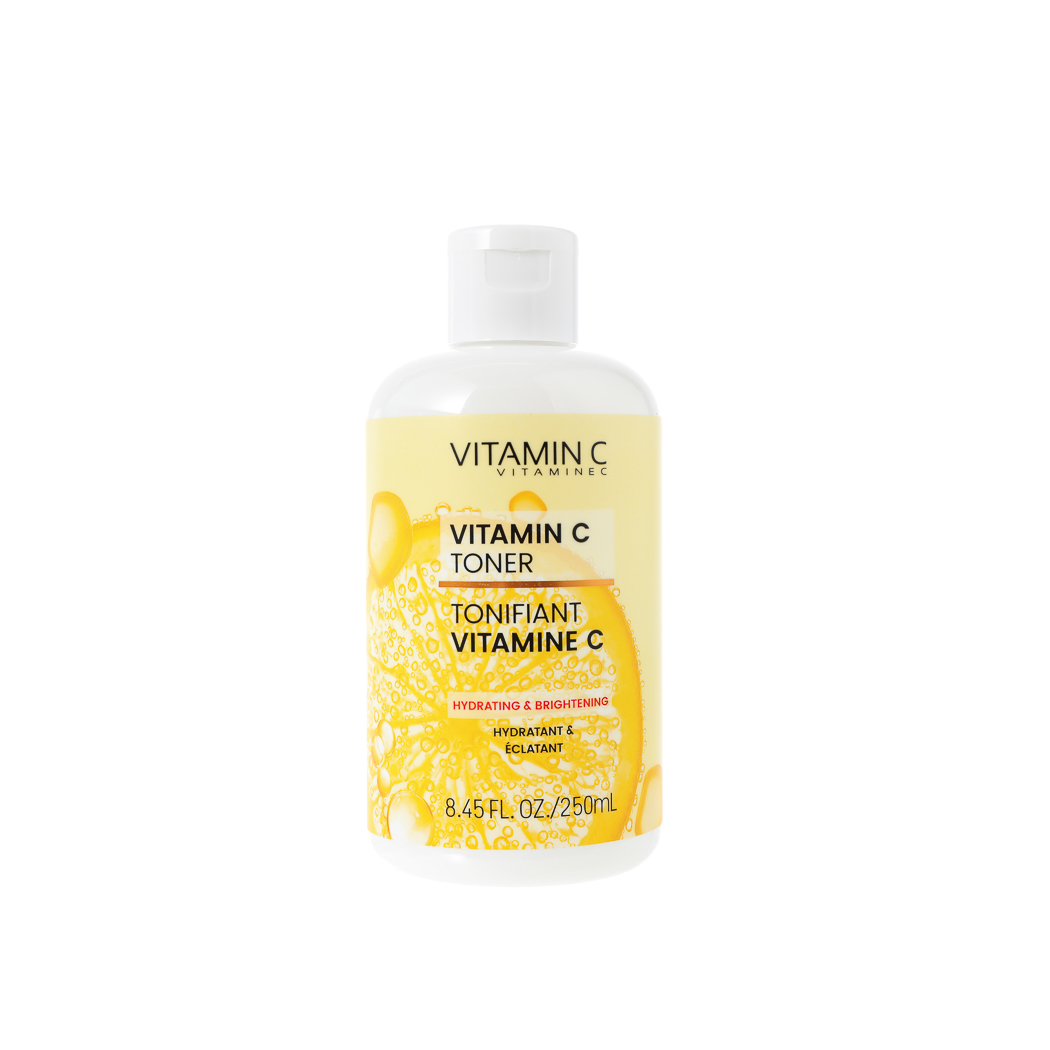 VITAMIN C
VITAMINEC
VITAMIN C
TONER
TONIFIANT
VITAMINE C
HYDRATING & BRIGHTENING
HYDRATANT &
ÉCLATANT
8.45 FL. OZ./250mL